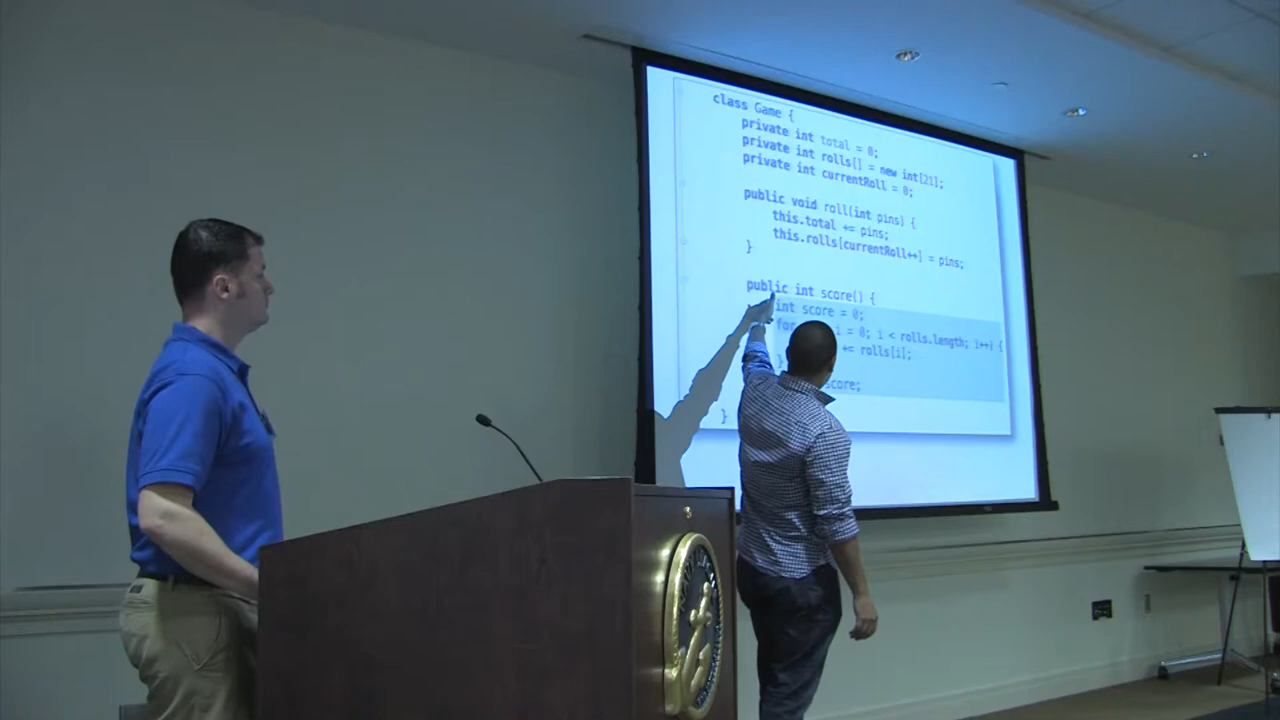 class Game {
private int total = 0;
private int rolls[] = new int[21];
private int currentRoll = 0;
public void roll(int pins) {
this.total += pins;
this.rolls[currentRoll++] = pins;
}
public int score() {
int score = 0;
for i = 0; i < rolls.length; i++) {
+= rolls[i];
}
score;
}